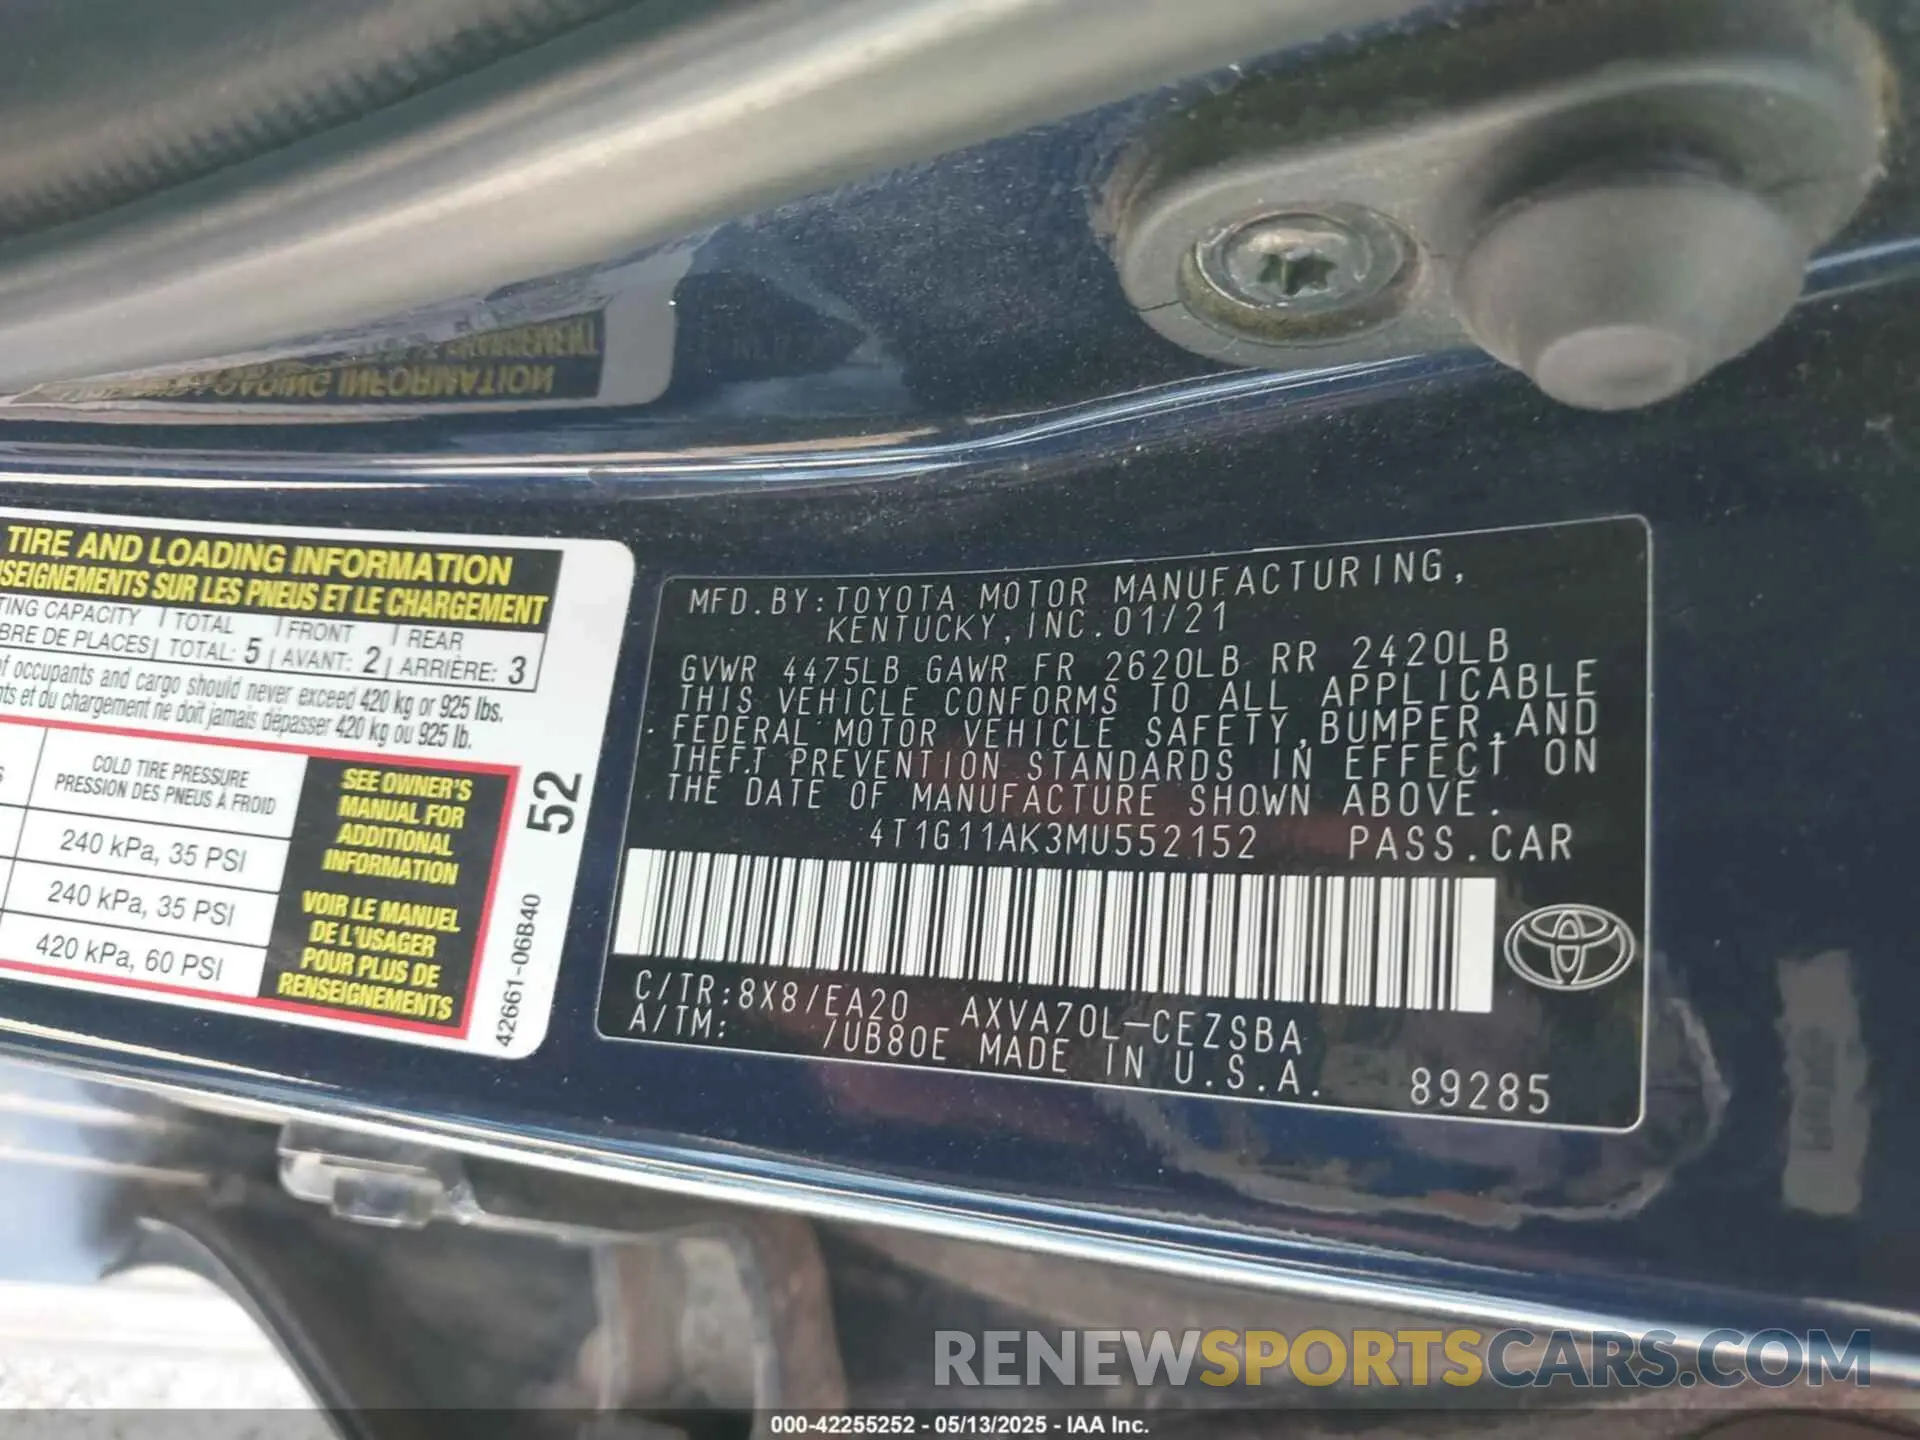 TIRE AND LOADING INFORMATION
SEIGNEMENTS SUR LES PNEUS ET LE CHARGEMENT
TING CAPACITY | TOTAL | FRONT | REAR
BRE DE PLACES | TOTAL: 5 | AVANT: 2 | ARRIÈRE: 3
of occupants and cargo should never exceed 420 kg or 925 lbs.
nts et du chargement ne doit jamais dépasser 420 kg ou 925 lb.
COLD TIRE PRESSURE
PRESSION DES PNEUS À FROID
240 kPa, 35 PSI
240 kPa, 35 PSI
420 kPa, 60 PSI
SEE OWNER'S
MANUAL FOR
ADDITIONAL
INFORMATION
VOIR LE MANUEL
DE L'USAGER
POUR PLUS DE
RENSEIGNEMENTS
52
42661-06B40
MFD.BY:TOYOTA MOTOR MANUFACTURING,
KENTUCKY,INC.01/21
GVWR 4475LB GAWR FR 2620LB RR 2420LB
THIS VEHICLE CONFORMS TO ALL APPLICABLE
FEDERAL MOTOR VEHICLE SAFETY,BUMPER,AND
THEFT PREVENTION STANDARDS IN EFFECT ON
THE DATE OF MANUFACTURE SHOWN ABOVE.
4T1G11AK3MU552152 PASS.CAR
C/TR:8X8/EA20 AXVA70L-CEZSBA
A/TM: /UB80E MADE IN U.S.A.
89285
RENEWSPORTSCARS.COM
000-42255252 - 05/13/2025 - IAA Inc.